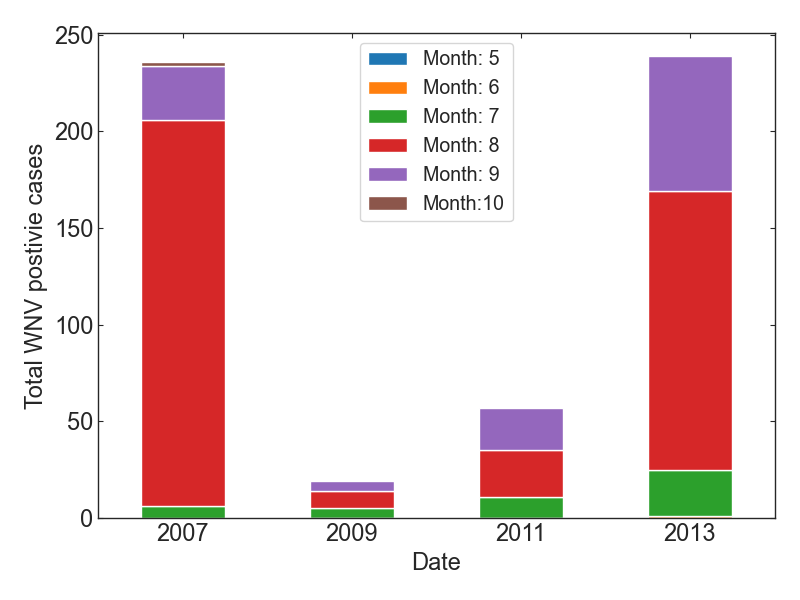 Total WNV postivie cases
250
200
150
100
50
0
Month: 5
Month: 6
Month: 7
Month: 8
Month: 9
Month:10
2007 2009 2011 2013
Date